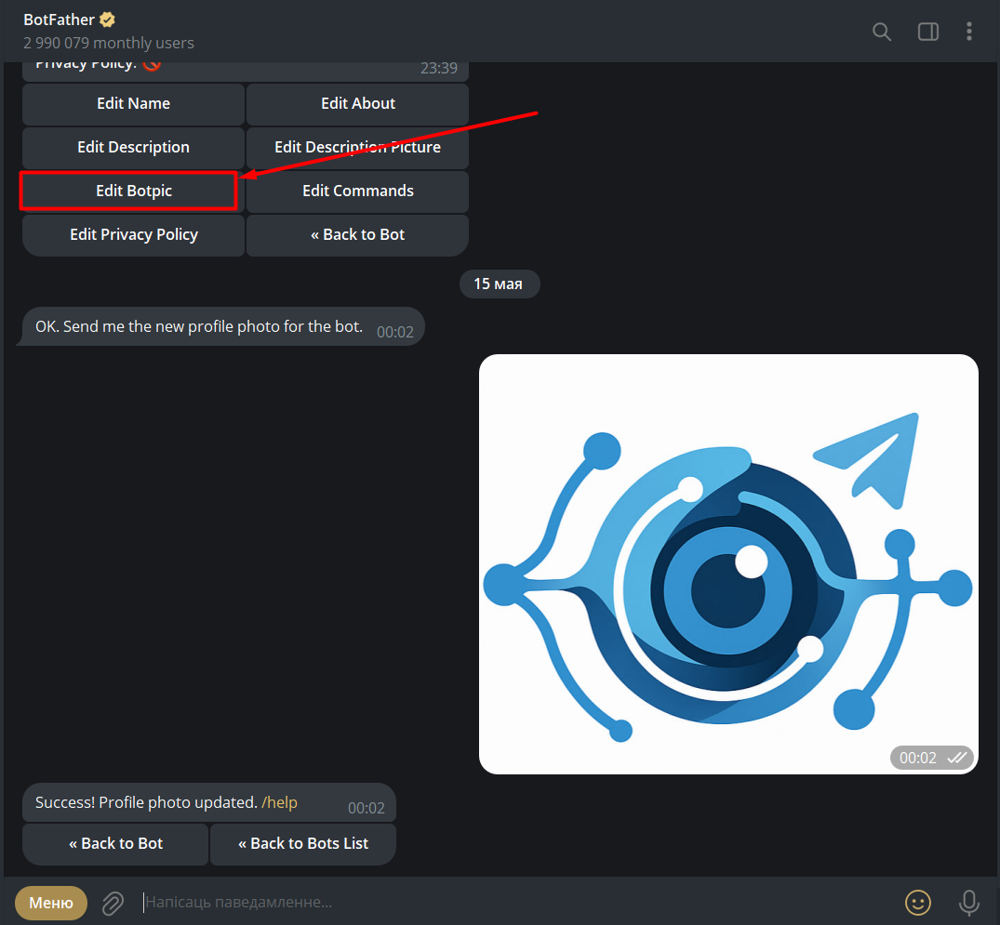 BotFather
2 990 079 monthly users
Privacy Policy: 🚫
23:39
Edit Name
Edit About
Edit Description
Edit Description Picture
Edit Botpic
Edit Commands
Edit Privacy Policy
« Back to Bot
15 мая
OK. Send me the new profile photo for the bot.
00:02
00:02
Success! Profile photo updated. /help
00:02
« Back to Bot
« Back to Bots List
Меню
Напісаць паведамленне...